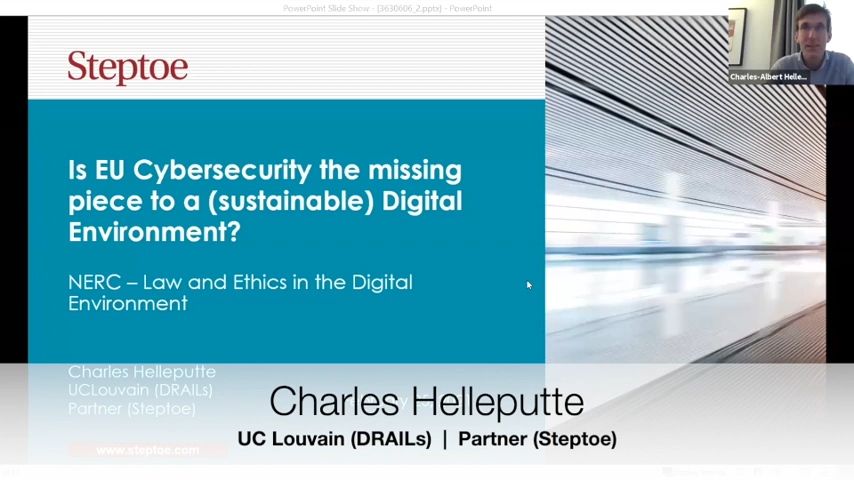 PowerPoint Slide Show - [3630606_2.pptx] - PowerPoint
Charles-Albert Helle...
Steptoe
Is EU Cybersecurity the missing
piece to a (sustainable) Digital
Environment?
NERC – Law and Ethics in the Digital
Environment
Charles Helleputte
UCLouvain (DRAILs)
Partner (Steptoe)
www.steptoe.com
Charles Helleputte
UC Louvain (DRAILs) | Partner (Steptoe)